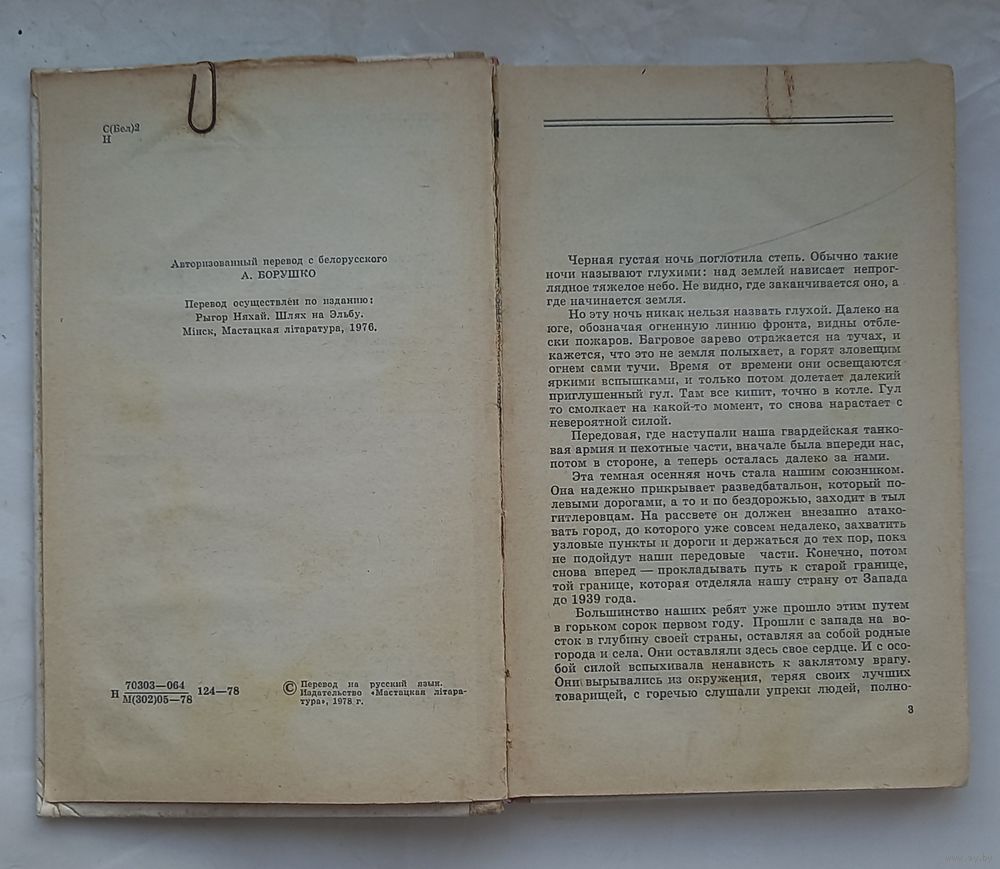 С(Бел)2
Н
Авторизованный перевод с белорусского
А. БОРУШКО
Перевод осуществлён по изданию:
Рыгор Няхай. Шлях на Эльбу.
Мінск, Мастацкая літаратура, 1976.
Н 70303—064 124—78
М(302)05—78
© Перевод на русский язык.
Издательство «Мастацкая літара-
тура», 1978 г.
Черная густая ночь поглотила степь. Обычно такие
ночи называют глухими: над землей нависает непрог-
лядное тяжелое небо. Не видно, где заканчивается оно, а
где начинается земля.
Но эту ночь никак нельзя назвать глухой. Далеко на
юге, обозначая огненную линию фронта, видны отбле-
ски пожаров. Багровое зарево отражается на тучах, и
кажется, что это не земля полыхает, а горят зловещим
огнем сами тучи. Время от времени они освещаются
яркими вспышками, и только потом долетает далекий
приглушенный гул. Там все кипит, точно в котле. Гул
то смолкает на какой-то момент, то снова нарастает с
невероятной силой.
Передовая, где наступали наша гвардейская танко-
вая армия и пехотные части, вначале была впереди нас,
потом в стороне, а теперь осталась далеко за нами.
Эта темная осенняя ночь стала нашим союзником.
Она надежно прикрывает разведбатальон, который по-
левыми дорогами, а то и по бездорожью, заходит в тыл
гитлеровцам. На рассвете он должен внезапно атако-
вать город, до которого уже совсем недалеко, захватить
узловые пункты и дороги и держаться до тех пор, пока
не подойдут наши передовые части. Конечно, потом
снова вперед — прокладывать путь к старой границе,
той границе, которая отделяла нашу страну от Запада
до 1939 года.
Большинство наших ребят уже прошло этим путем
в горьком сорок первом году. Прошли с запада на во-
сток в глубину своей страны, оставляя за собой родные
города и села. Они оставляли здесь свое сердце. И с осо-
бой силой вспыхивала ненависть к заклятому врагу.
Они вырывались из окружения, теряя своих лучших
товарищей, с горечью слушали упреки людей, полно-
3
www.ay.by